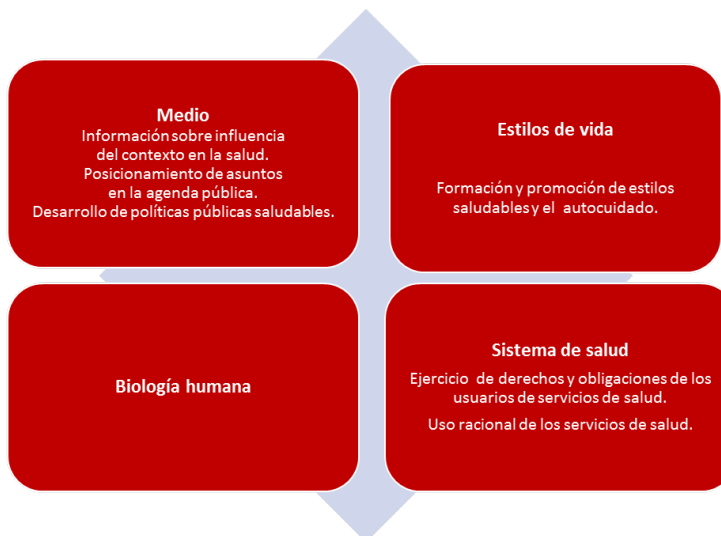 Medio
Información sobre influencia
del contexto en la salud.
Posicionamiento de asuntos
en la agenda pública.
Desarrollo de políticas públicas saludables.
Estilos de vida
Formación y promoción de estilos
saludables y el autocuidado.
Biología humana
Sistema de salud
Ejercicio de derechos y obligaciones de los
usuarios de servicios de salud.
Uso racional de los servicios de salud.